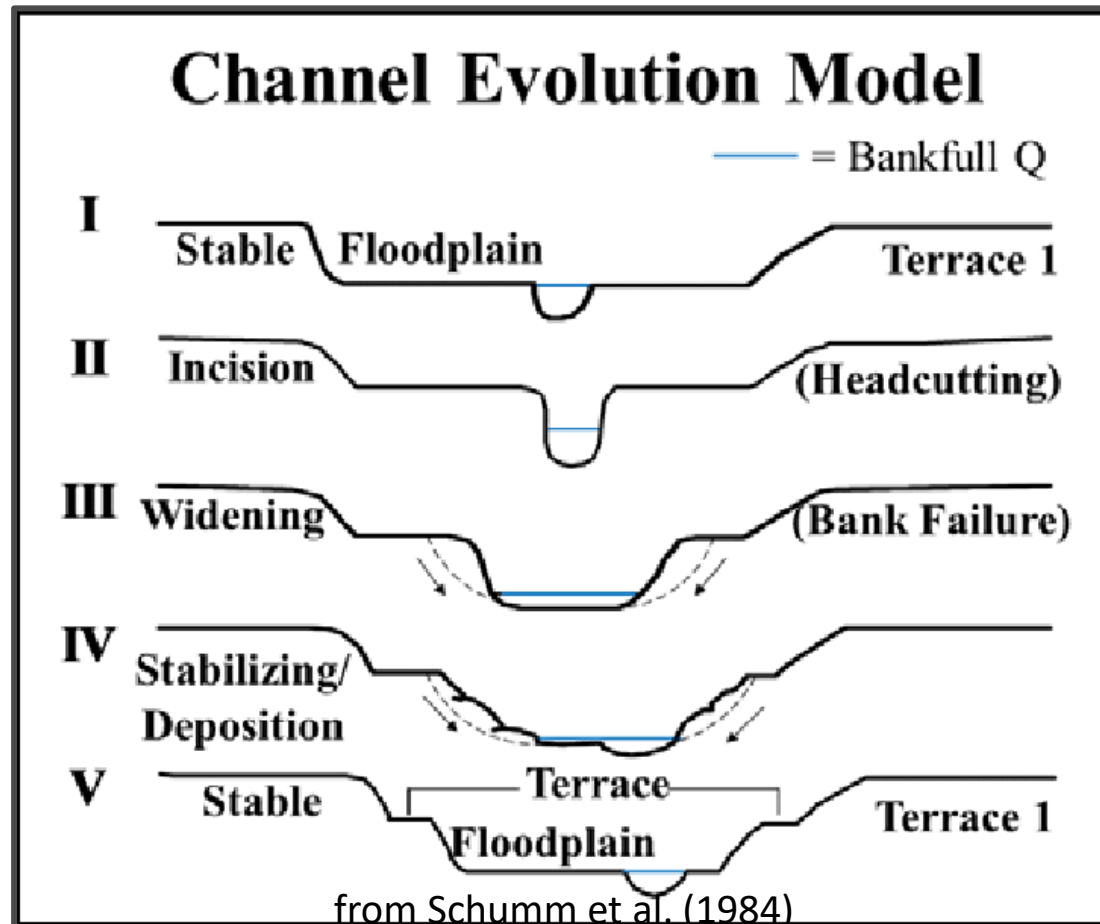 Channel Evolution Model
= Bankfull Q
I
Stable Floodplain Terrace 1
II
Incision (Headcutting)
III
Widening (Bank Failure)
IV
Stabilizing/
Deposition
V
Terrace
Stable Terrace 1
Floodplain
from Schumm et al. (1984)